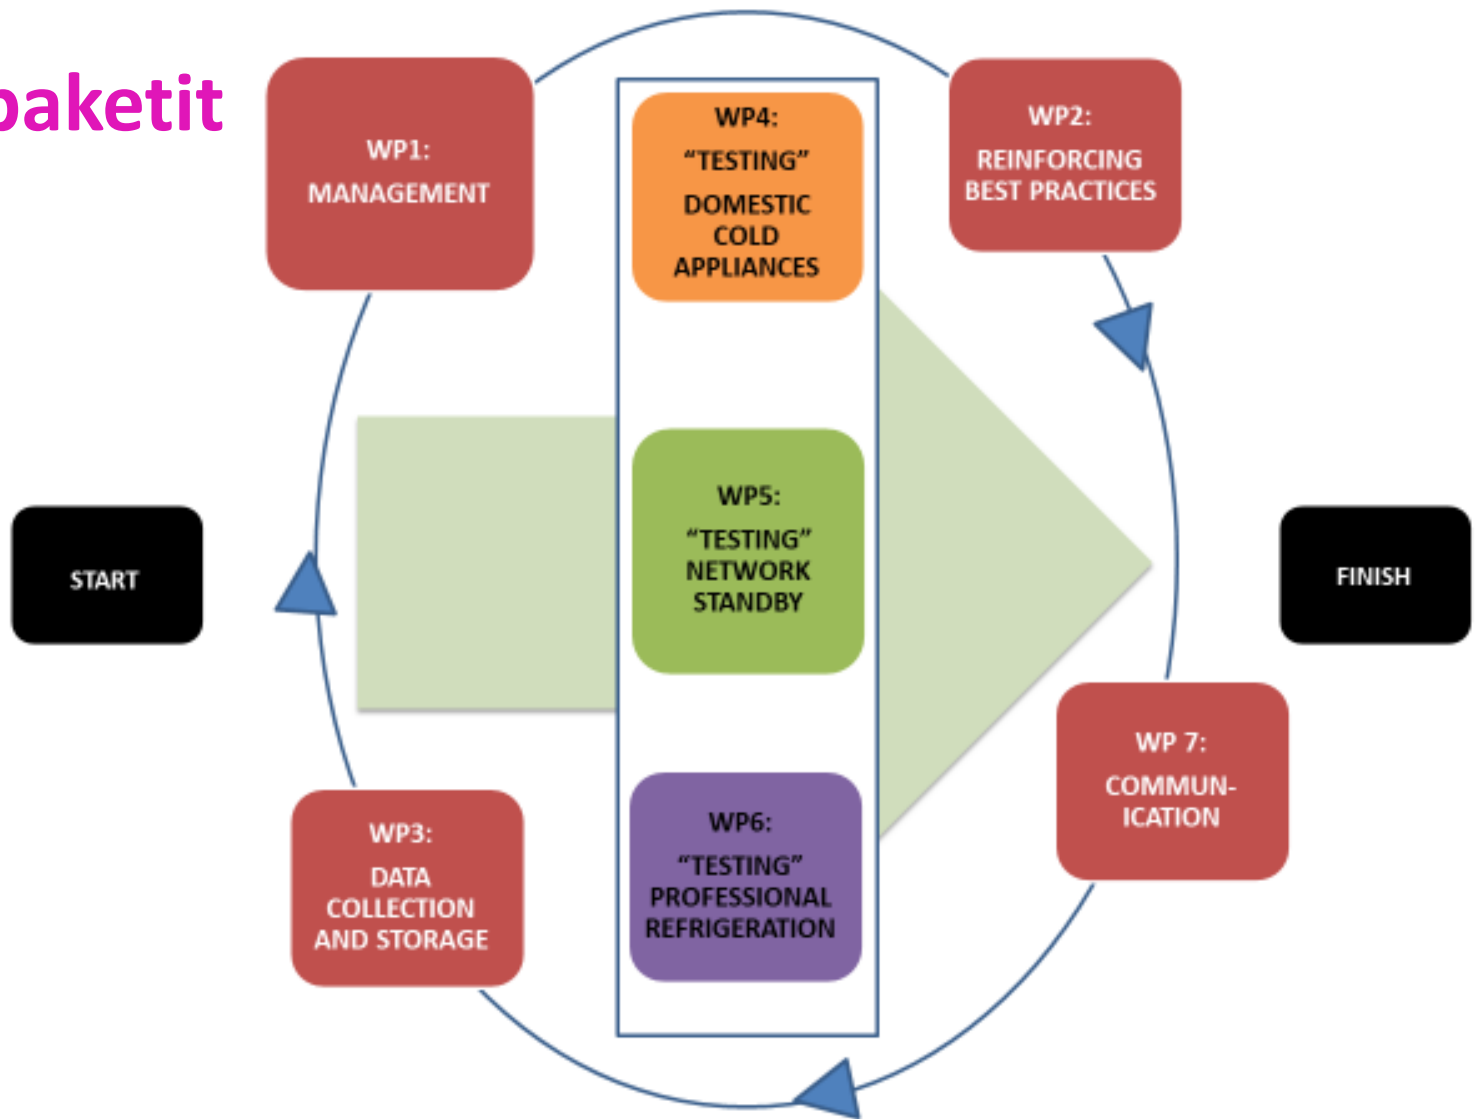 paketit
WP1:
MANAGEMENT
WP4:
“TESTING”
DOMESTIC
COLD
APPLIANCES
WP2:
REINFORCING
BEST PRACTICES
START
WP5:
“TESTING”
NETWORK
STANDBY
FINISH
WP3:
DATA
COLLECTION
AND STORAGE
WP6:
“TESTING”
PROFESSIONAL
REFRIGERATION
WP 7:
COMMUN-
ICATION